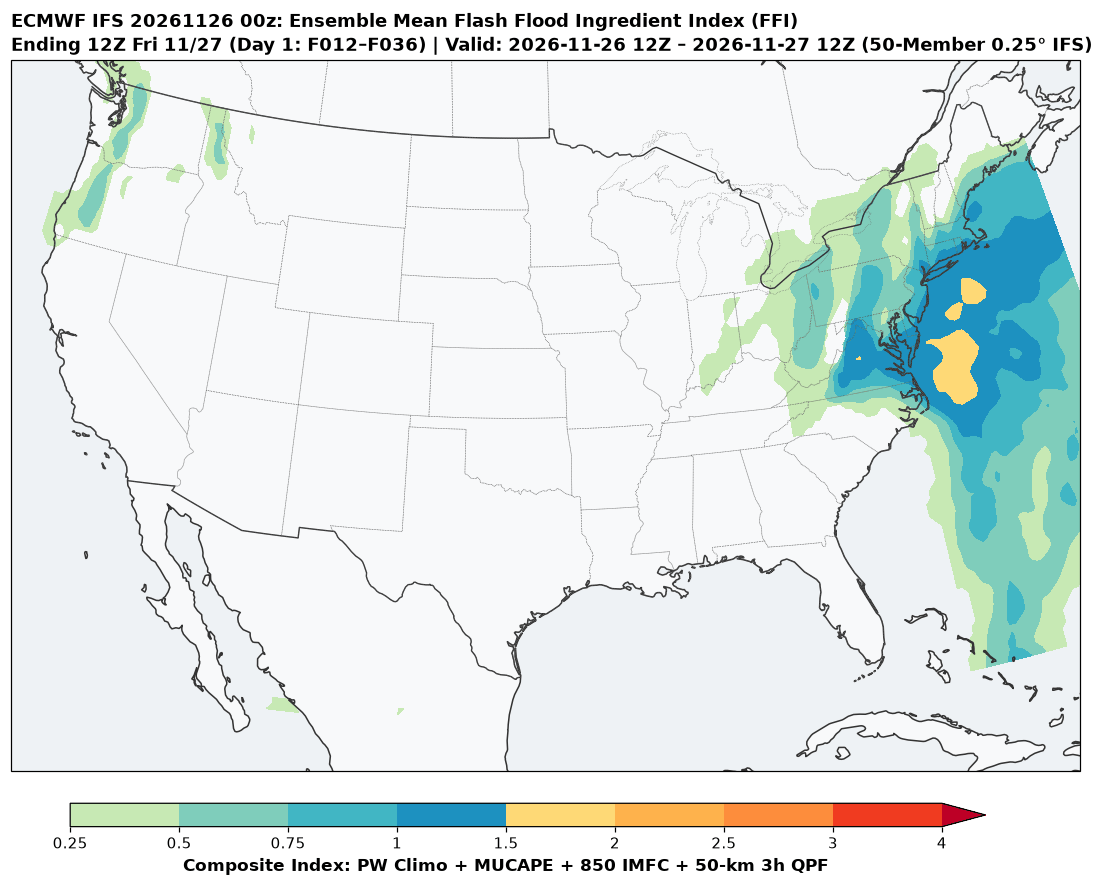 ECMWF IFS 20261126 00z: Ensemble Mean Flash Flood Ingredient Index (FFI)
Ending 12Z Fri 11/27 (Day 1: F012–F036) | Valid: 2026-11-26 12Z – 2026-11-27 12Z (50-Member 0.25° IFS)
0.25 0.5 0.75 1 1.5 2 2.5 3 4
Composite Index: PW Climo + MUCAPE + 850 IMFC + 50-km 3h QPF